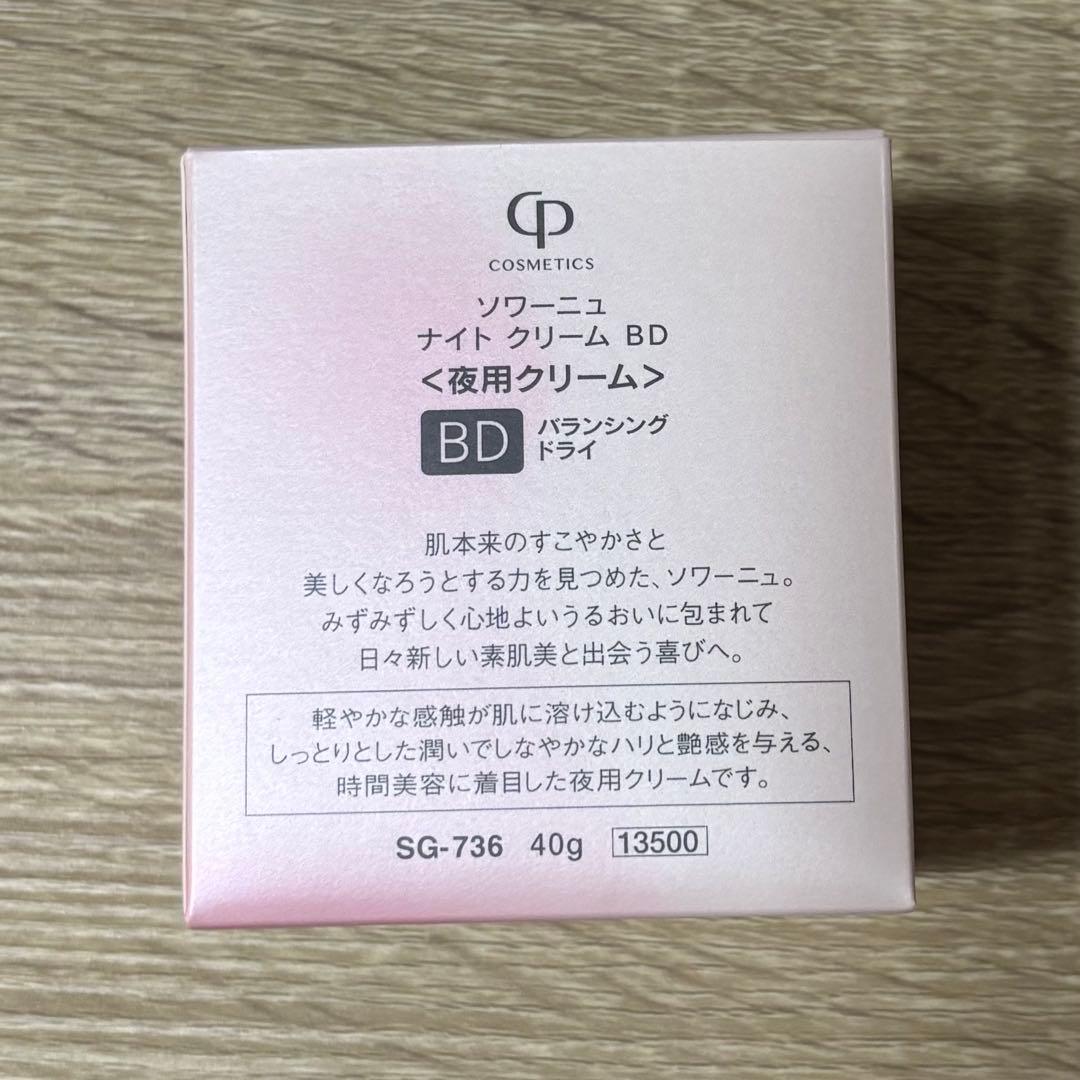 CP
COSMETICS
ソワーニュ
ナイト クリーム BD
＜夜用クリーム＞
BD バランシング
ドライ
肌本来のすこやかさと
美しくなろうとする力を見つめた、ソワーニュ。
みずみずしく心地よいうるおいに包まれて
日々新しい素肌美と出会う喜びへ。
軽やかな感触が肌に溶け込むようになじみ、
しっとりとした潤いでしなやかなハリと艶感を与える、
時間美容に着目した夜用クリームです。
SG-736 40g 13500